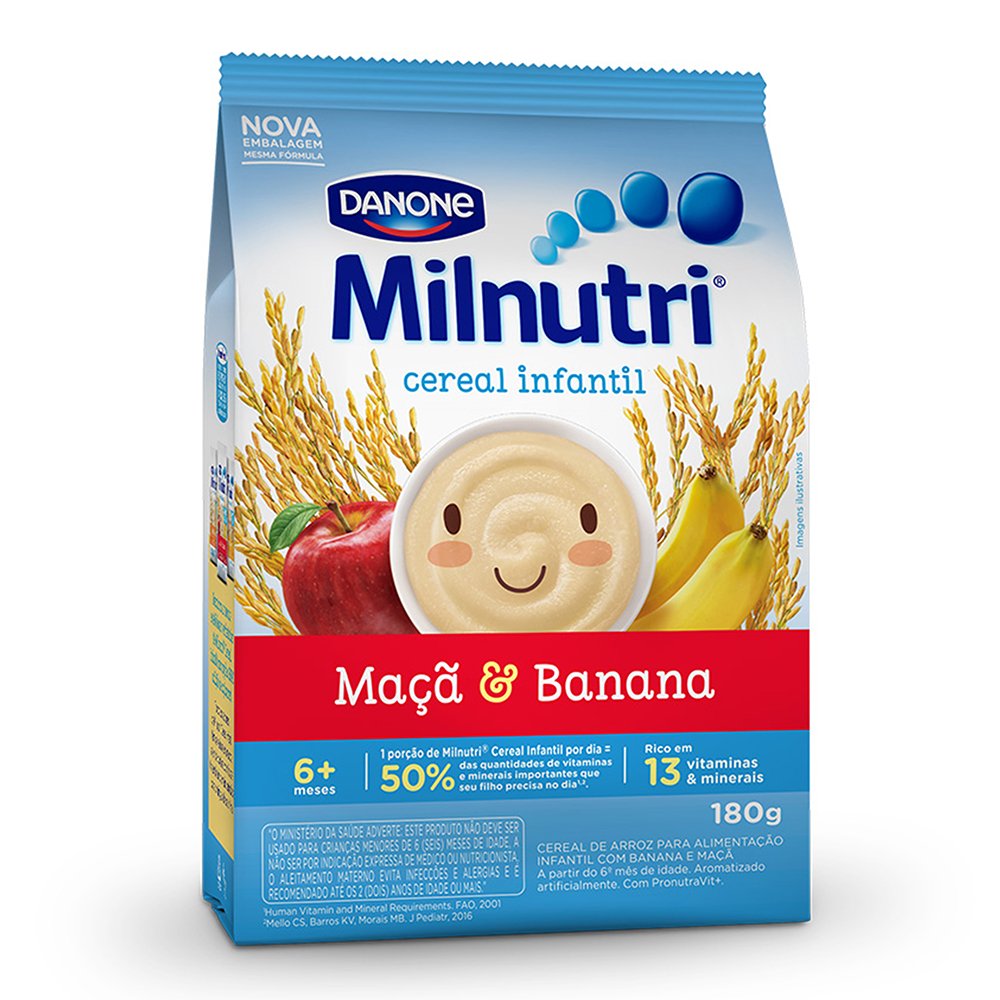 NOVA
EMBALAGEM
MESMA FÓRMULA
DANONE
Milnutri®
cereal infantil
Imagens ilustrativas
Maçã & Banana
6+
meses
1 porção de Milnutri® Cereal Infantil por dia =
50% das quantidades de vitaminas
e minerais importantes que
seu filho precisa no dia¹,².
Rico em
13 vitaminas
& minerais
180g
"O MINISTÉRIO DA SAÚDE ADVERTE: ESTE PRODUTO NÃO DEVE SER
USADO PARA CRIANÇAS MENORES DE 6 (SEIS) MESES DE IDADE, A
NÃO SER POR INDICAÇÃO EXPRESSA DE MÉDICO OU NUTRICIONISTA.
O ALEITAMENTO MATERNO EVITA INFECÇÕES E ALERGIAS E É
RECOMENDADO ATÉ OS 2 (DOIS) ANOS DE IDADE OU MAIS."
¹Human Vitamin and Mineral Requirements. FAO, 2001
²Mello CS, Barros KV, Morais MB. J Pediatr, 2016
CEREAL DE ARROZ PARA ALIMENTAÇÃO
INFANTIL COM BANANA E MAÇÃ
A partir do 6º mês de idade. Aromatizado
artificialmente. Com PronutraVit+.